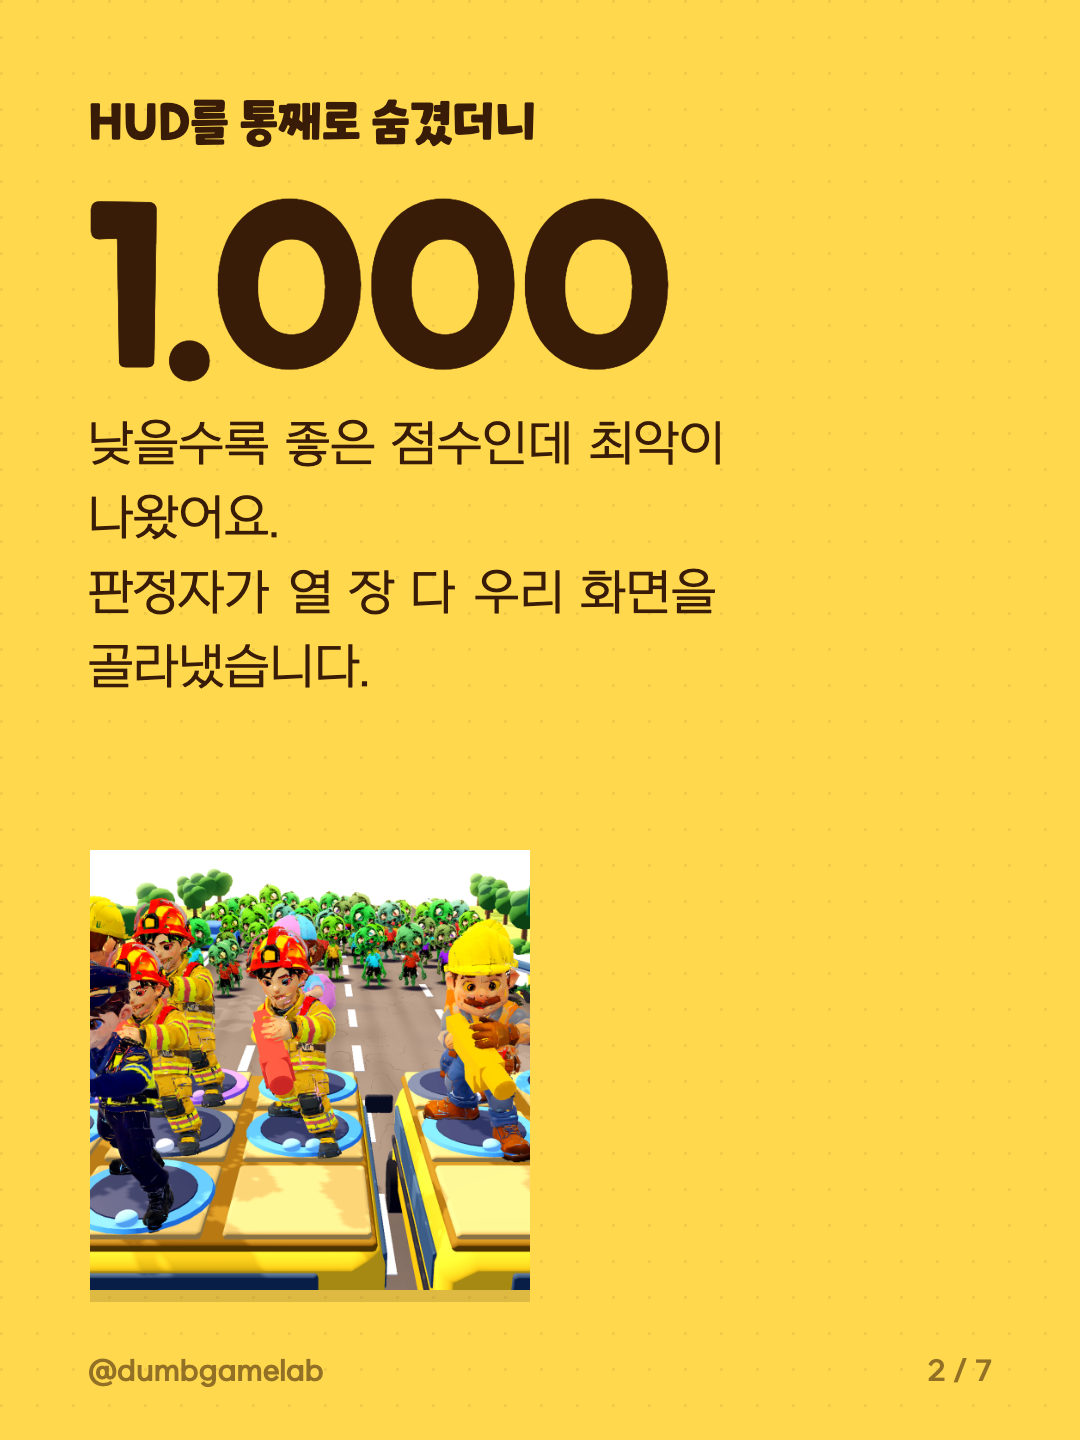 HUD를 통째로 숨겼더니
1.000
낮을수록 좋은 점수인데 최악이
나왔어요.
판정자가 열 장 다 우리 화면을
골라냈습니다.
@dumbgamelab
2 / 7